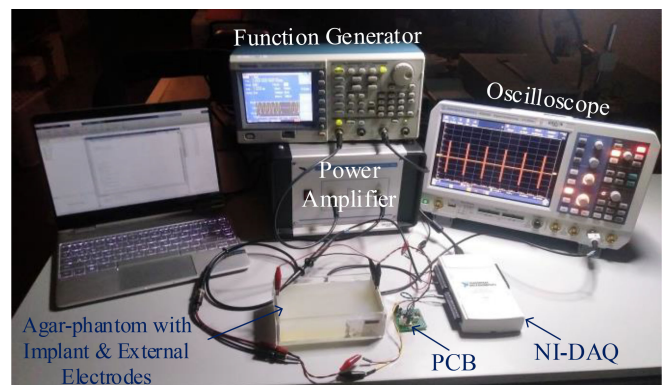 Function Generator
Oscilloscope
Power
Amplifier
Agar-phantom with
Implant & External
Electrodes
PCB
NI-DAQ